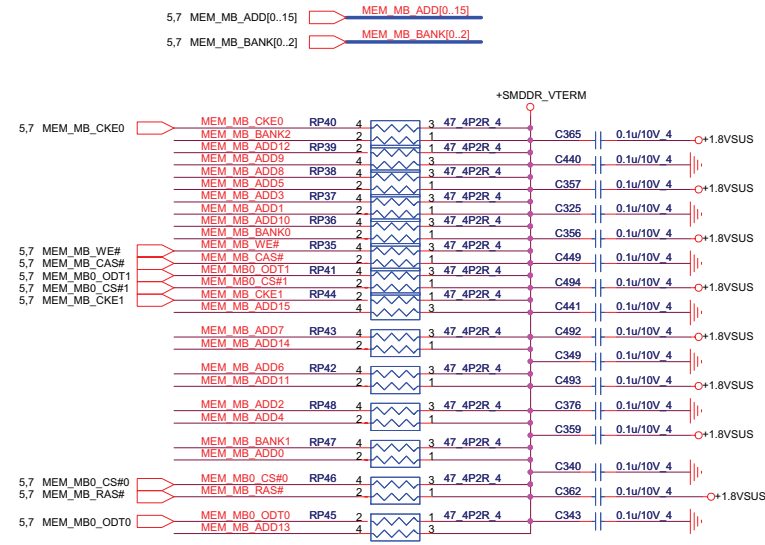 5,7 MEM_MB_ADD[0..15] MEM_MB_ADD[0..15]
5,7 MEM_MB_BANK[0..2] MEM_MB_BANK[0..2]
+SMDDR_VTERM
5,7 MEM_MB_CKE0 MEM_MB_CKE0 RP40 4 3 47_4P2R_4
MEM_MB_BANK2 2 1 C365 0.1u/10V_4 +1.8VSUS
MEM_MB_ADD12 RP39 2 1 47_4P2R_4
MEM_MB_ADD9 4 3 C440 0.1u/10V_4
MEM_MB_ADD8 RP38 4 3 47_4P2R_4
MEM_MB_ADD5 2 1 C357 0.1u/10V_4 +1.8VSUS
MEM_MB_ADD3 RP37 4 3 47_4P2R_4
MEM_MB_ADD1 2 1 C325 0.1u/10V_4
MEM_MB_ADD10 RP36 4 3 47_4P2R_4
MEM_MB_BANK0 2 1 C356 0.1u/10V_4 +1.8VSUS
5,7 MEM_MB_WE# MEM_MB_WE# RP35 4 3 47_4P2R_4
5,7 MEM_MB_CAS# MEM_MB_CAS# 2 1 C449 0.1u/10V_4
5,7 MEM_MB0_ODT1 MEM_MB0_ODT1 RP41 4 3 47_4P2R_4
5,7 MEM_MB0_CS#1 MEM_MB0_CS#1 2 1 C494 0.1u/10V_4 +1.8VSUS
5,7 MEM_MB_CKE1 MEM_MB_CKE1 RP44 2 1 47_4P2R_4
MEM_MB_ADD15 4 3 C441 0.1u/10V_4
MEM_MB_ADD7 RP43 4 3 47_4P2R_4 C492 0.1u/10V_4 +1.8VSUS
MEM_MB_ADD14 2 1
C349 0.1u/10V_4
MEM_MB_ADD6 RP42 4 3 47_4P2R_4
MEM_MB_ADD11 2 1 C493 0.1u/10V_4 +1.8VSUS
MEM_MB_ADD2 RP48 4 3 47_4P2R_4 C376 0.1u/10V_4
MEM_MB_ADD4 2 1
C359 0.1u/10V_4 +1.8VSUS
MEM_MB_BANK1 RP47 4 3 47_4P2R_4
MEM_MB_ADD0 2 1
C340 0.1u/10V_4
5,7 MEM_MB0_CS#0 MEM_MB0_CS#0 RP46 4 3 47_4P2R_4
5,7 MEM_MB_RAS# MEM_MB_RAS# 2 1 C362 0.1u/10V_4 +1.8VSUS
5,7 MEM_MB0_ODT0 MEM_MB0_ODT0 RP45 2 1 47_4P2R_4 C343 0.1u/10V_4
MEM_MB_ADD13 4 3